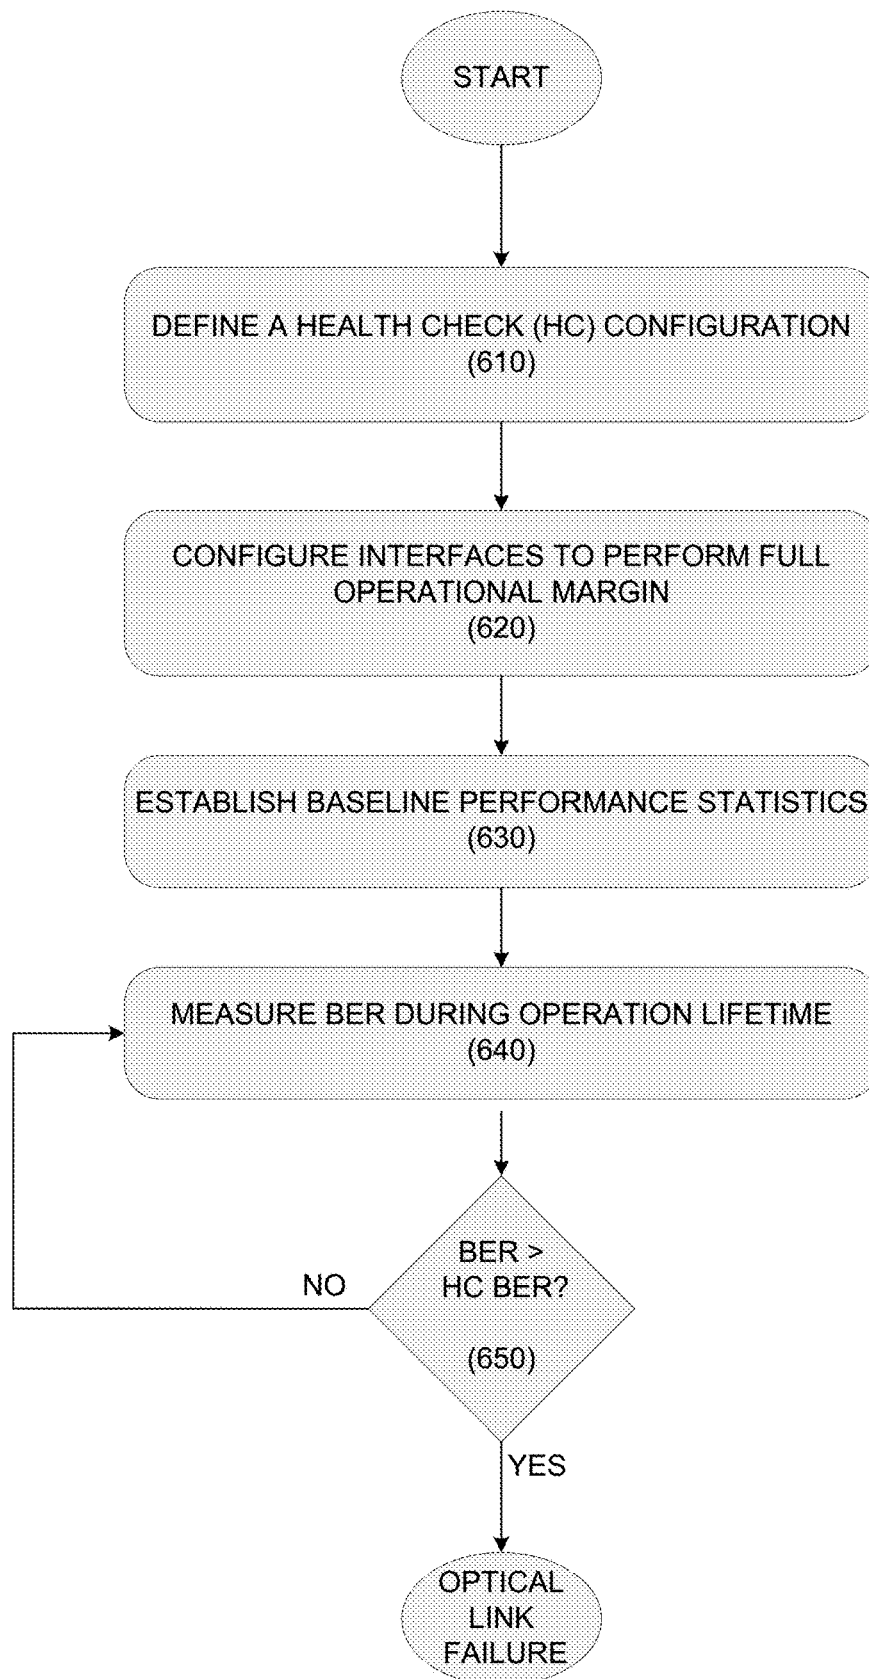 START
DEFINE A HEALTH CHECK (HC) CONFIGURATION
(610)
CONFIGURE INTERFACES TO PERFORM FULL
OPERATIONAL MARGIN
(620)
ESTABLISH BASELINE PERFORMANCE STATISTICS
(630)
MEASURE BER DURING OPERATION LIFETiME
(640)
BER >
HC BER?
(650)
NO
YES
OPTICAL
LINK
FAILURE